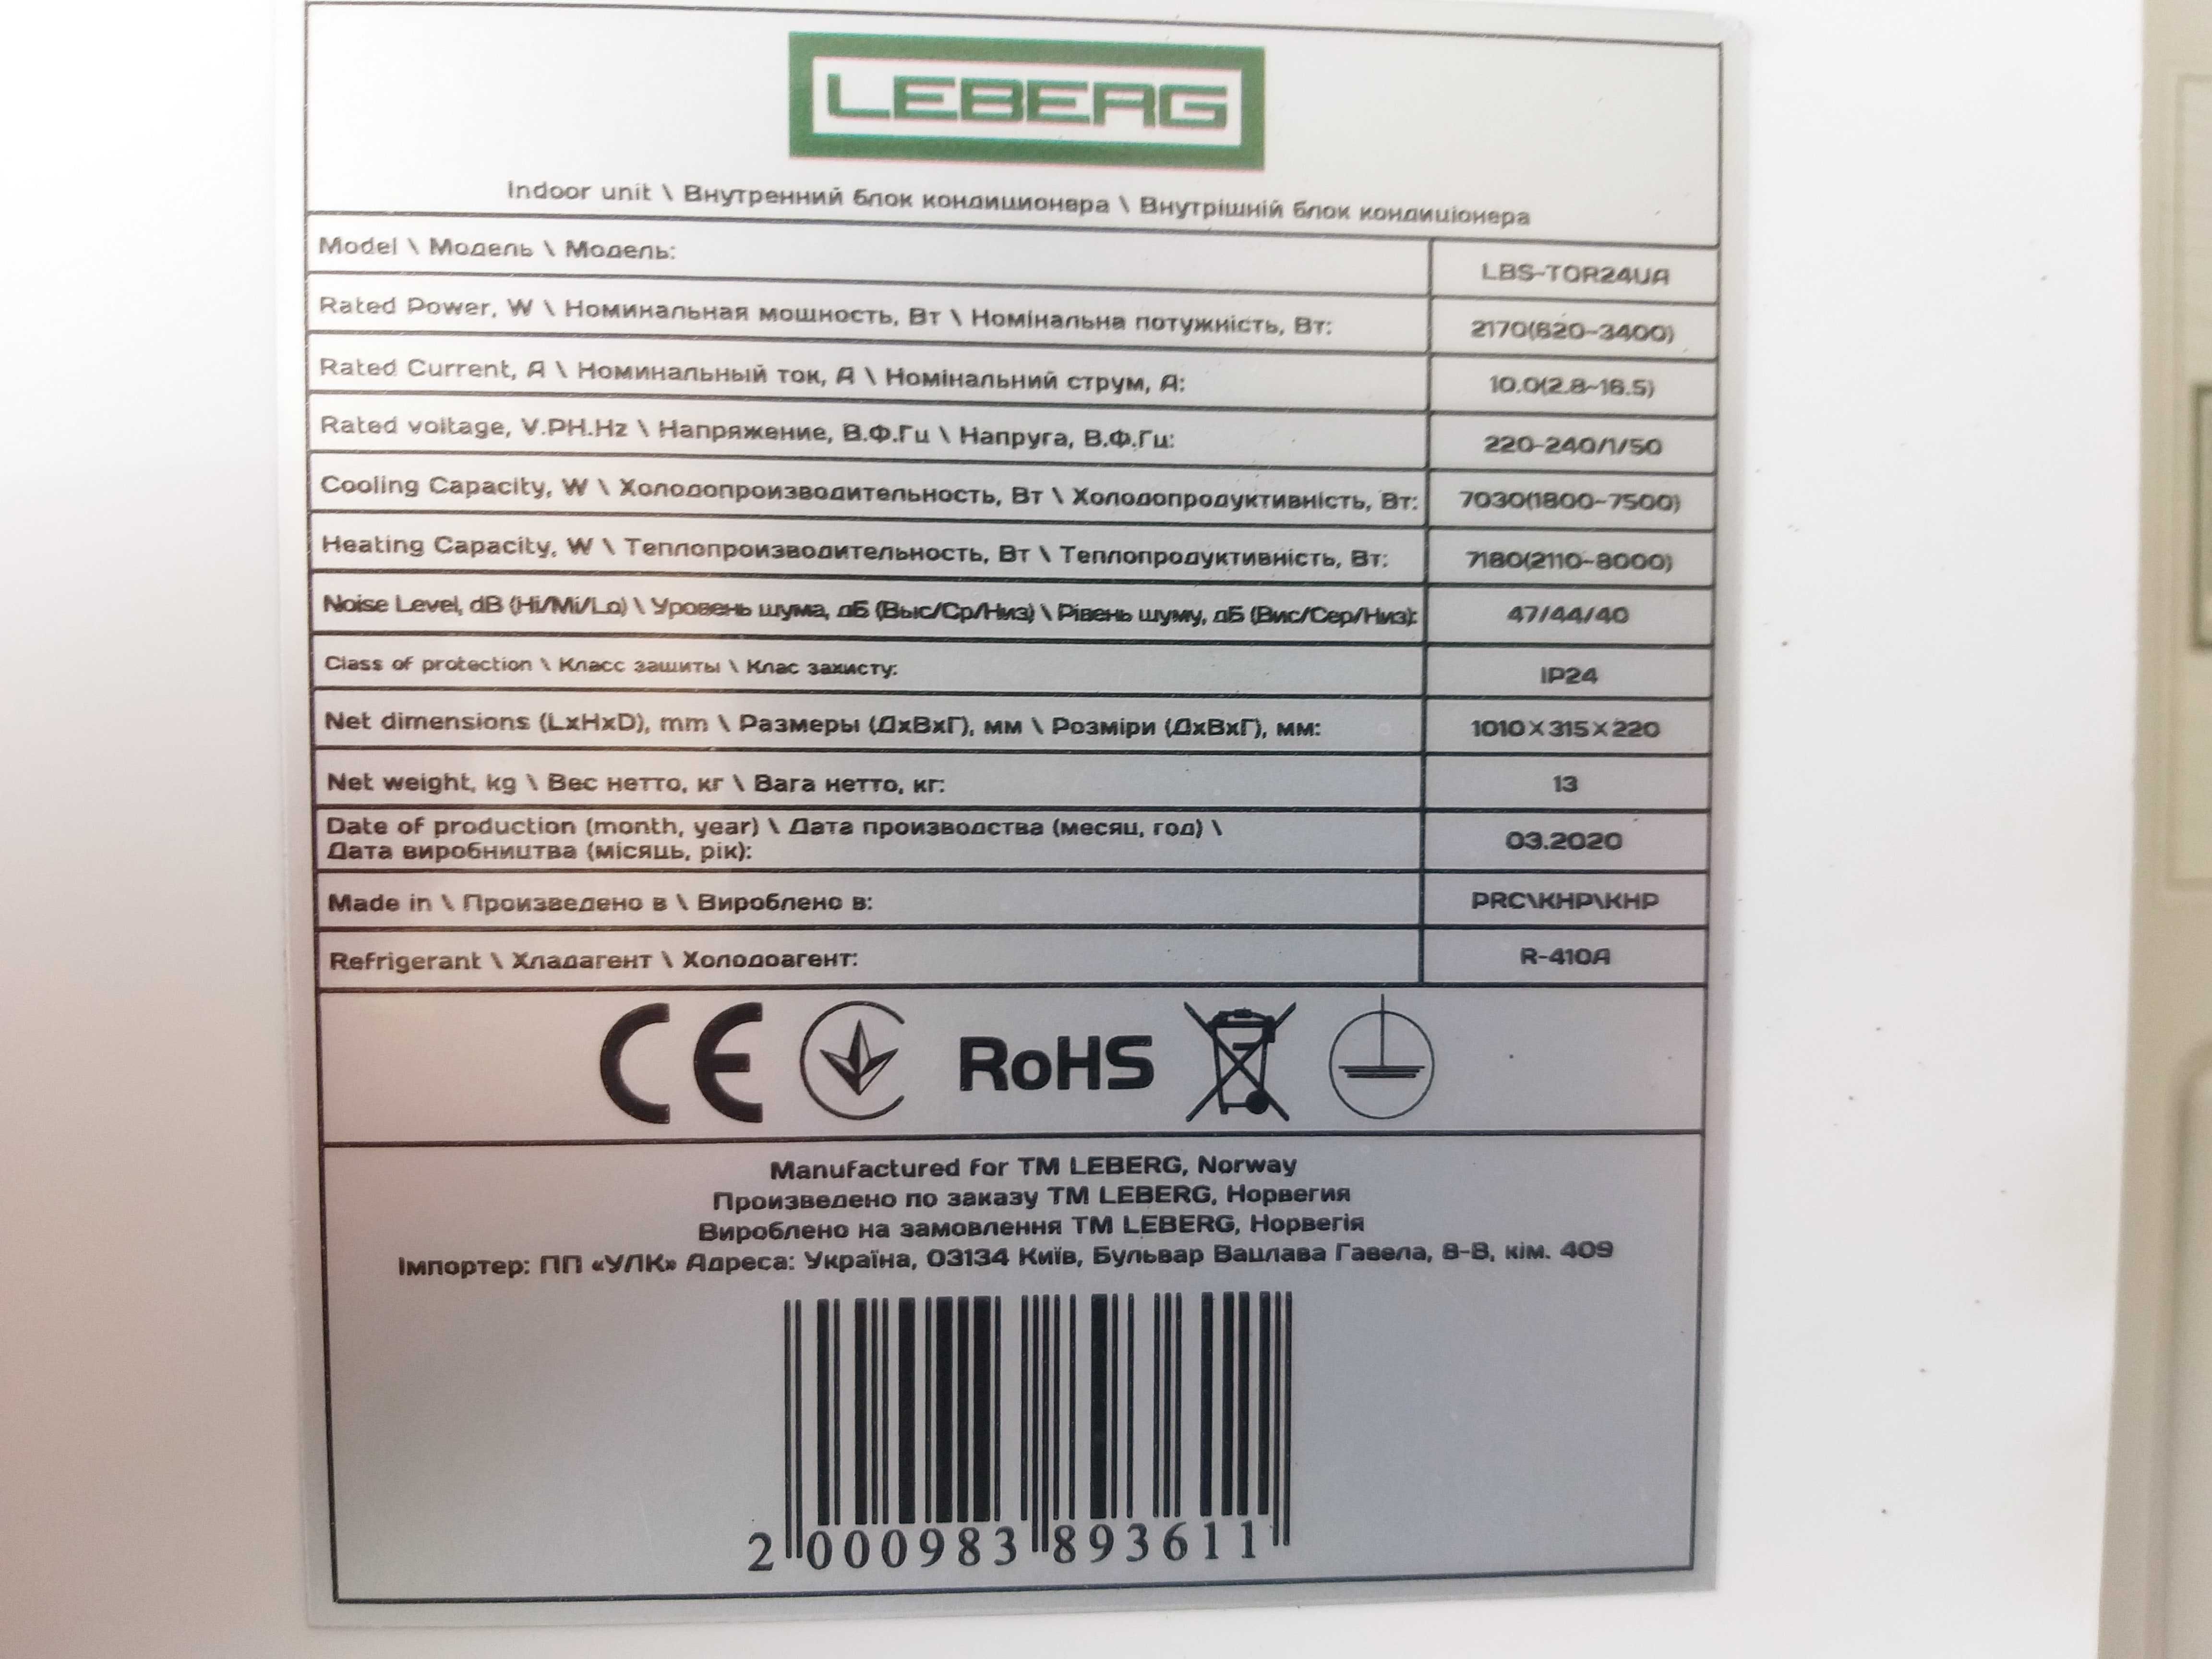 LEBERG
Indoor unit \ Внутренний блок кондиционера \ Внутрішній блок кондиціонера
Model \ Модель \ Модель: LBS-TOR24UA
Rated Power, W \ Номинальная мощность, Вт \ Номінальна потужність, Вт: 2170(620~3400)
Rated Current, A \ Номинальный ток, А \ Номінальний струм, А: 10.0(2.8~16.5)
Rated voltage, V.PH.Hz \ Напряжение, В.Ф.Гц \ Напруга, В.Ф.Гц: 220-240/1/50
Cooling Capacity, W \ Холодопроизводительность, Вт \ Холодопродуктивність, Вт: 7030(1800~7500)
Heating Capacity, W \ Теплопроизводительность, Вт \ Теплопродуктивність, Вт: 7180(2110~8000)
Noise Level, dB (Hi/Mi/Lo) \ Уровень шума, дБ (Выс/Ср/Низ) \ Рівень шуму, дБ (Вис/Сер/Низ): 47/44/40
Class of protection \ Класс зашиты \ Клас захисту: IP24
Net dimensions (LxHxD), mm \ Размеры (ДхВхГ), мм \ Розміри (ДхВхГ), мм: 1010X315X220
Net weight, kg \ Вес нетто, кг \ Вага нетто, кг: 13
Date of production (month, year) \ Дата производства (месяц, год) \
Дата виробництва (місяць, рік): 03.2020
Made in \ Произведено в \ Вироблено в: PRC\КНР\КНР
Refrigerant \ Хладагент \ Холодоагент: R-410A
CE RoHS
Manufactured for TM LEBERG, Norway
Произведено по заказу TM LEBERG, Норвегия
Вироблено на замовлення TM LEBERG, Норвегія
Імпортер: ПП «УЛК» Адреса: Україна, 03134 Київ, Бульвар Вацлава Гавела, 8-В, кім. 409
2 000983 893611